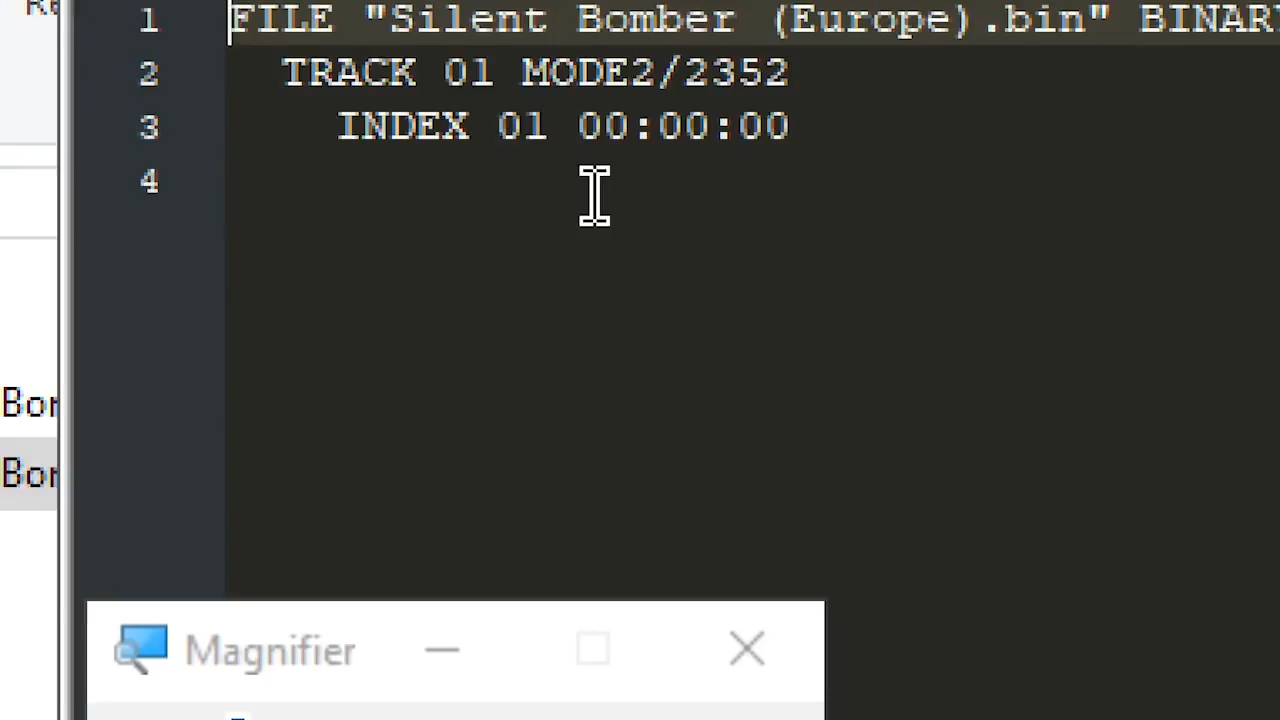 1 FILE "Silent Bomber (Europe).bin" BINAR
2 TRACK 01 MODE2/2352
3 INDEX 01 00:00:00
4
Bor
Bor
Magnifier